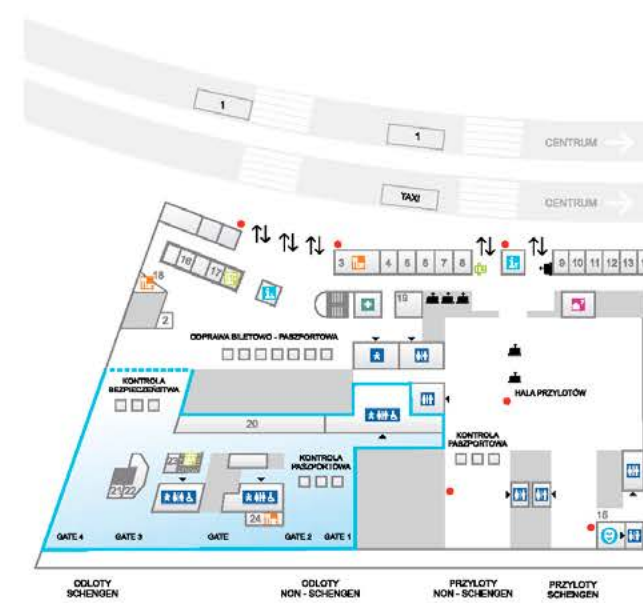 1
1
CENTRUM
TAXI
CENTRUM
16
17
18
2
3
4
5
6
7
8
9
10
11
12
13
19
ODPRAWA BILETOWO - PASZPORTOWA
KONTROLA
BEZPIECZEŃSTWA
HALA PRZYLOTÓW
20
KONTROLA
PASZPORTOWA
KONTROLA
PASZPORTOWA
23
21
22
24
15
GATE 4
GATE 3
GATE
GATE 2
GATE 1
ODLOTY
SCHENGEN
ODLOTY
NON - SCHENGEN
PRZYLOTY
NON - SCHENGEN
PRZYLOTY
SCHENGEN